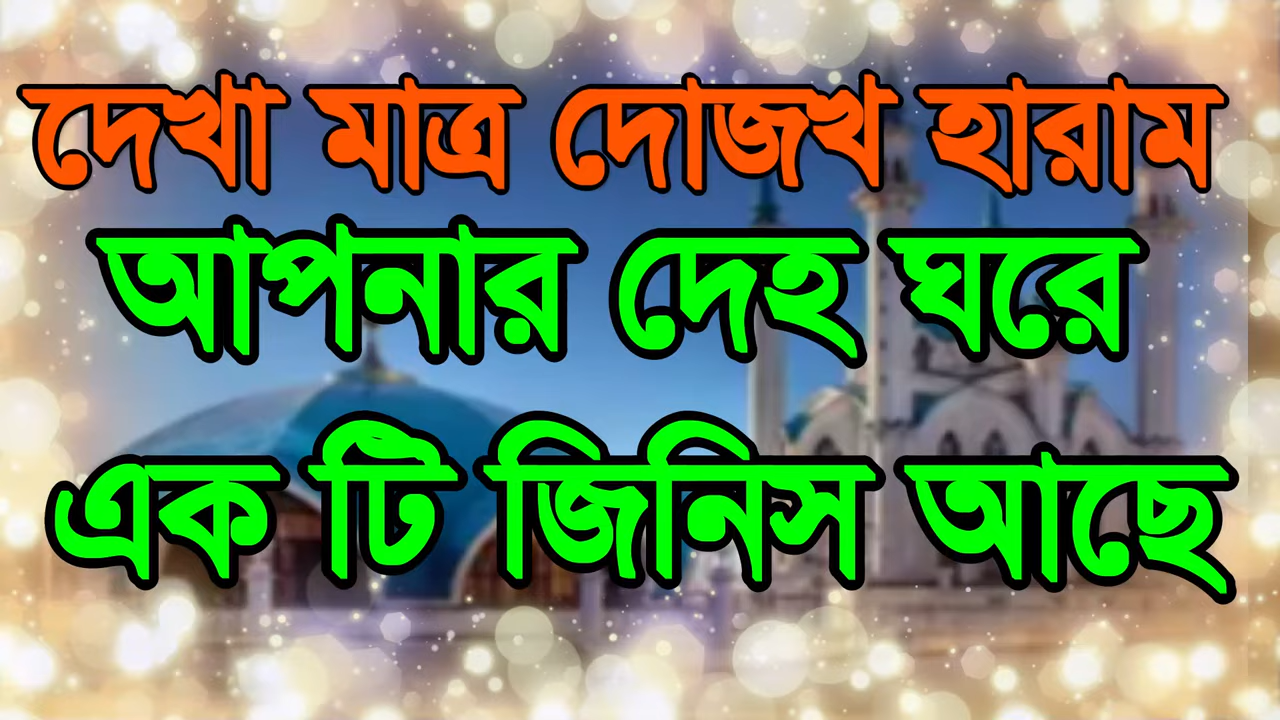 দেখা মাত্র দোজখ হারাম
আপনার দেহ ঘরে
এক টি জিনিস আছে